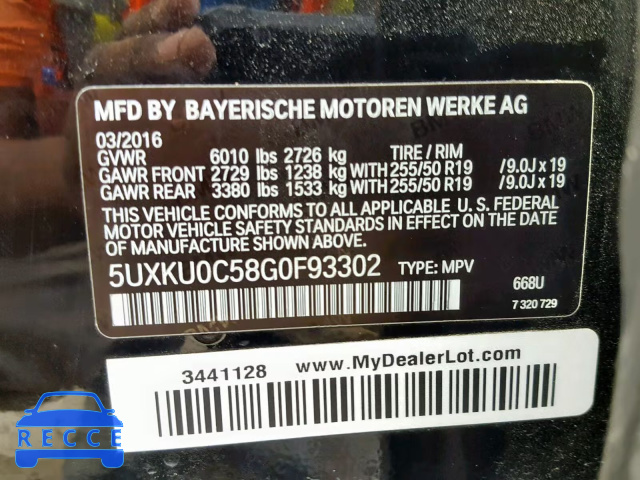 MFD BY BAYERISCHE MOTOREN WERKE AG
03/2016
GVWR 6010 lbs 2726 kg TIRE / RIM
GAWR FRONT 2729 lbs 1238 kg WITH 255/50 R19 /9.0J x 19
GAWR REAR 3380 lbs 1533 kg WITH 255/50 R19 /9.0J x 19
THIS VEHICLE CONFORMS TO ALL APPLICABLE U. S. FEDERAL
MOTOR VEHICLE SAFETY STANDARDS IN EFFECT ON THE DATE
OF MANUFACTURE SHOWN ABOVE.
5UXKU0C58G0F93302 TYPE: MPV
668U
7 320 729
3441128 www.MyDealerLot.com
RECCE